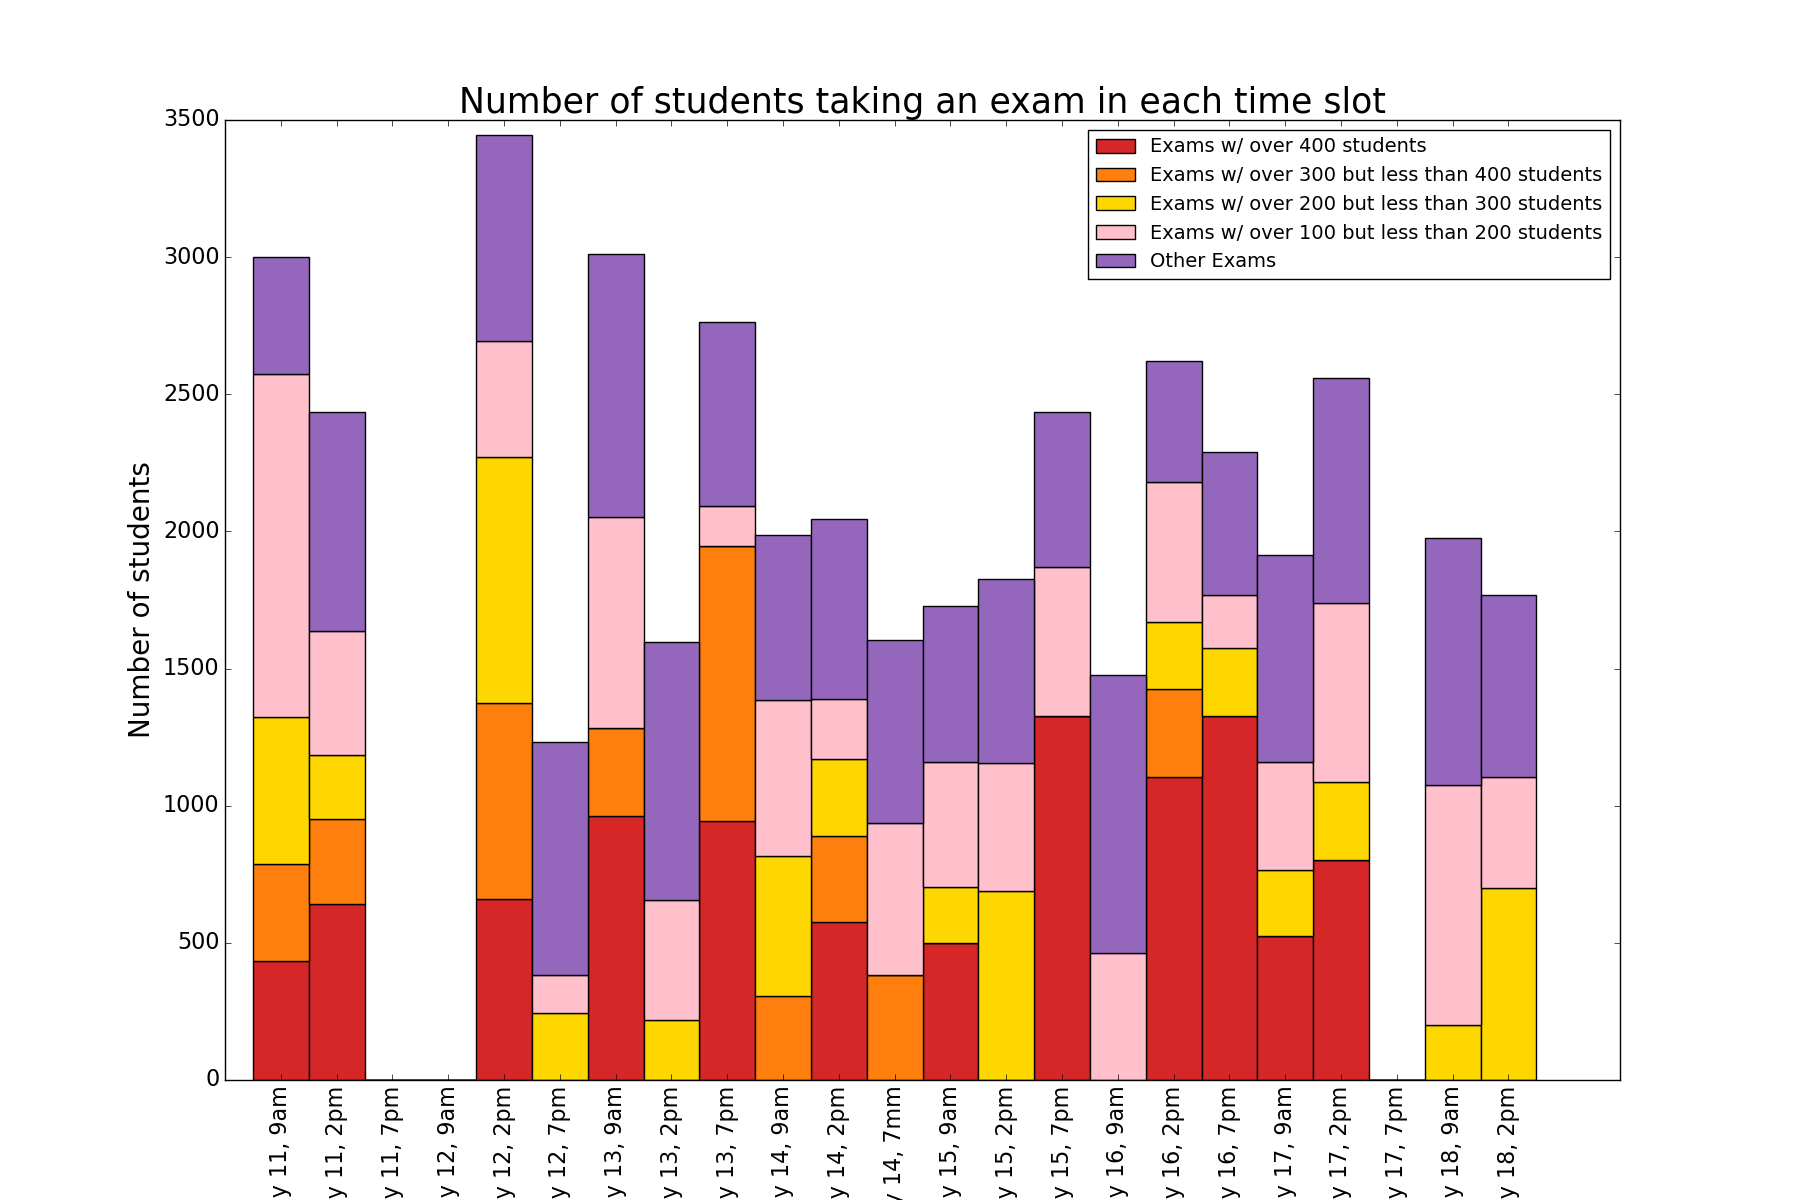 Number of students taking an exam in each time slot
Exams w/ over 400 students
Exams w/ over 300 but less than 400 students
Exams w/ over 200 but less than 300 students
Exams w/ over 100 but less than 200 students
Other Exams
Number of students
3500
3000
2500
2000
1500
1000
500
0
y 11, 9am
y 11, 2pm
y 11, 7pm
y 12, 9am
y 12, 2pm
y 12, 7pm
y 13, 9am
y 13, 2pm
y 13, 7pm
y 14, 9am
y 14, 2pm
y 14, 7mm
y 15, 9am
y 15, 2pm
y 15, 7pm
y 16, 9am
y 16, 2pm
y 16, 7pm
y 17, 9am
y 17, 2pm
y 17, 7pm
y 18, 9am
y 18, 2pm